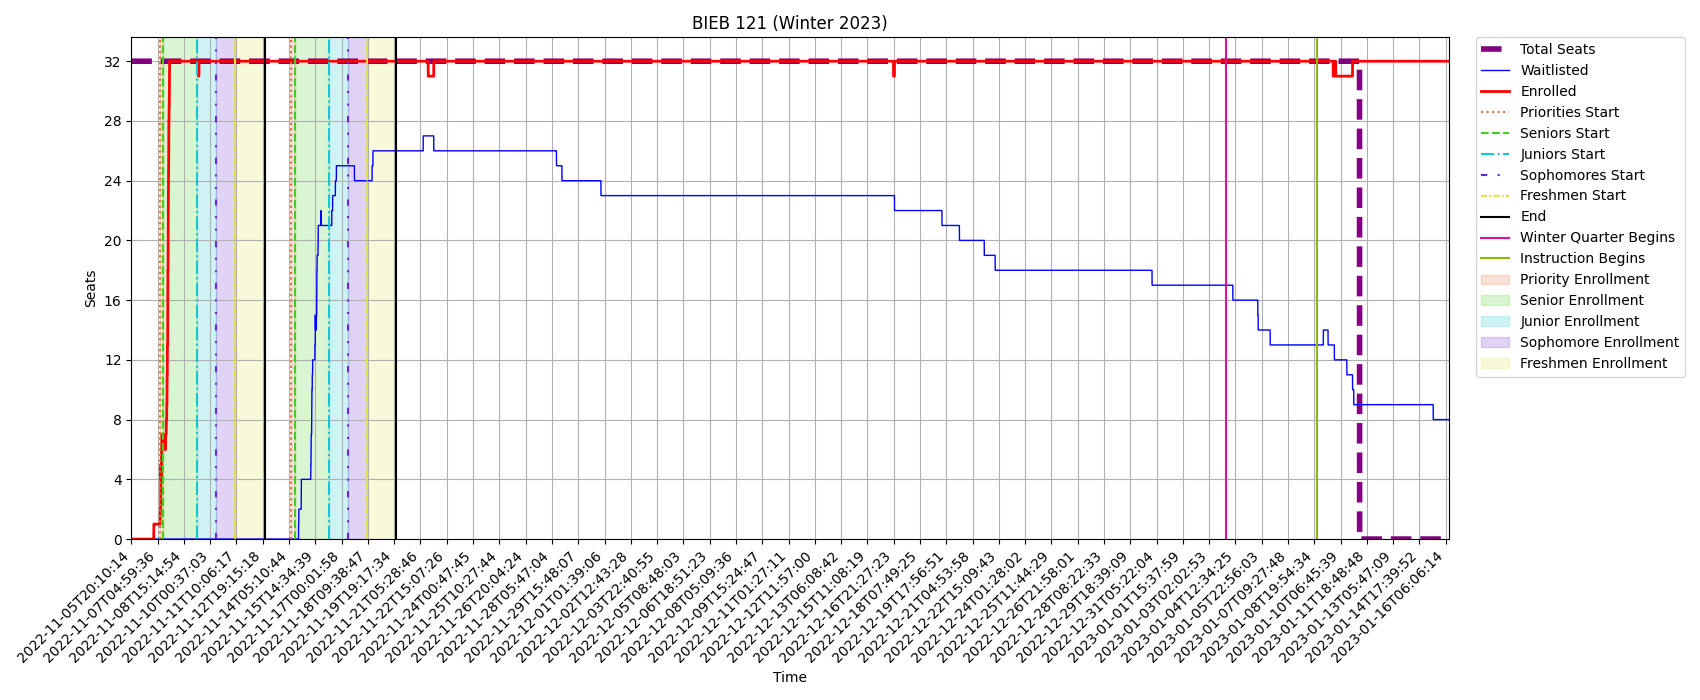 BIEB 121 (Winter 2023)
Seats
32
28
24
20
16
12
8
4
0
2022-11-05T20:10:14
2022-11-07T04:59:36
2022-11-08T15:14:54
2022-11-10T00:37:03
2022-11-11T10:06:17
2022-11-12T19:15:18
2022-11-14T05:10:44
2022-11-15T14:34:39
2022-11-17T00:01:58
2022-11-18T09:38:47
2022-11-19T19:17:34
2022-11-21T05:28:46
2022-11-22T15:07:26
2022-11-24T00:47:45
2022-11-25T10:27:44
2022-11-26T20:04:24
2022-11-28T05:47:04
2022-11-29T15:48:07
2022-12-01T01:39:06
2022-12-02T12:43:28
2022-12-03T22:40:55
2022-12-05T08:48:03
2022-12-06T18:51:23
2022-12-08T05:09:36
2022-12-09T15:24:47
2022-12-11T01:27:11
2022-12-12T11:57:00
2022-12-13T06:08:42
2022-12-15T11:08:19
2022-12-16T21:27:23
2022-12-18T07:49:25
2022-12-19T17:56:51
2022-12-21T04:53:58
2022-12-22T15:09:43
2022-12-24T01:28:02
2022-12-25T11:44:29
2022-12-26T21:58:01
2022-12-28T08:22:33
2022-12-29T18:39:09
2022-12-31T05:22:04
2023-01-01T15:37:59
2023-01-03T02:02:53
2023-01-04T12:34:25
2023-01-05T22:56:03
2023-01-07T09:27:48
2023-01-08T19:54:34
2023-01-10T06:45:39
2023-01-11T18:48:48
2023-01-13T05:47:09
2023-01-14T17:39:52
2023-01-16T06:06:14
Time
Total Seats
Waitlisted
Enrolled
Priorities Start
Seniors Start
Juniors Start
Sophomores Start
Freshmen Start
End
Winter Quarter Begins
Instruction Begins
Priority Enrollment
Senior Enrollment
Junior Enrollment
Sophomore Enrollment
Freshmen Enrollment